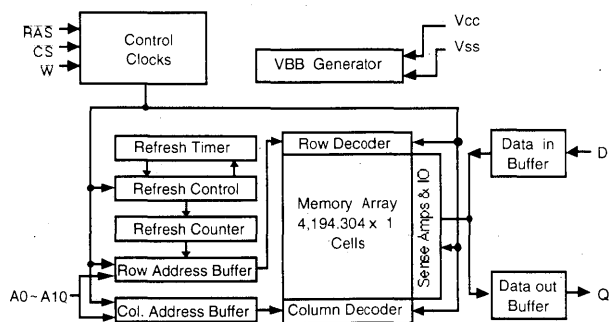 RAS
CS
W
Control
Clocks
VBB Generator
Vcc
Vss
Refresh Timer
Refresh Control
Refresh Counter
Row Address Buffer
Col. Address Buffer
A0~A10
Row Decoder
Memory Array
4,194.304 x 1
Cells
Column Decoder
Sense Amps & IO
Data in
Buffer
D
Data out
Buffer
Q